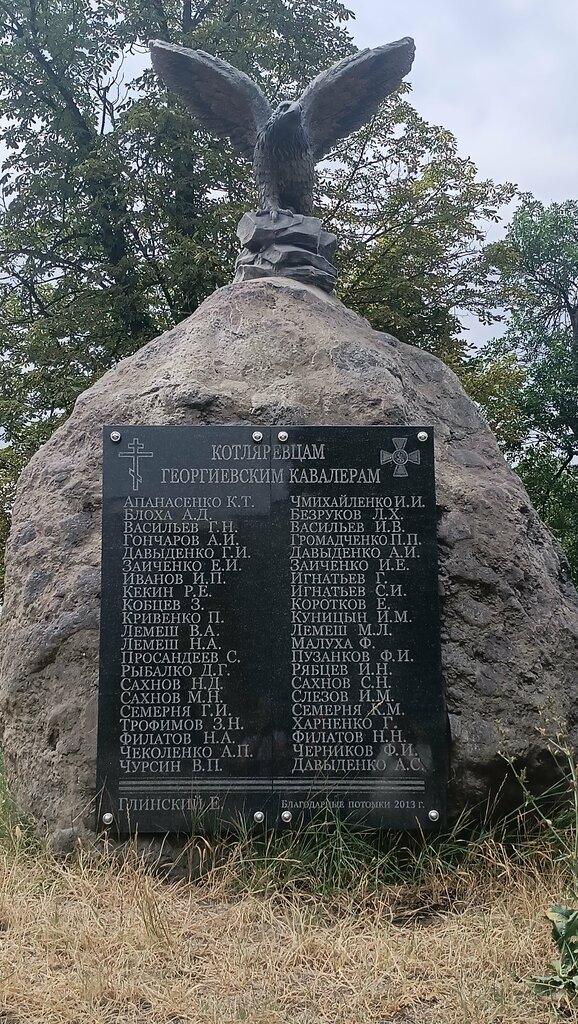 КОТЛЯРЕВЦАМ
ГЕОРГИЕВСКИМ КАВАЛЕРАМ
АПАНАСЕНКО К.Т.
БЛОХА А.Д.
ВАСИЛЬЕВ Г.Н.
ГОНЧАРОВ А.И.
ДАВЫДЕНКО Г.И.
ЗАИЧЕНКО Е.И.
ИВАНОВ И.П.
КЕКИН Р.Е.
КОБЦЕВ З.
КРИВЕНКО П.
ЛЕМЕШ В.А.
ЛЕМЕШ Н.А.
ПРОСАНДЕЕВ С.
РЫБАЛКО Д.Г.
САХНОВ Н.Д.
САХНОВ М.Н.
СЕМЕРНЯ Г.И.
ТРОФИМОВ З.Н.
ФИЛАТОВ Н.А.
ЧЕКОЛЕНКО А.П.
ЧУРСИН В.П.
ГЛИНСКИЙ Е.
ЧМИХАЙЛЕНКО И.И.
БЕЗРУКОВ Л.Х.
ВАСИЛЬЕВ И.В.
ГРОМАДЧЕНКО П.П.
ДАВЫДЕНКО А.И.
ЗАИЧЕНКО И.Е.
ИГНАТЬЕВ Г.
ИГНАТЬЕВ С.И.
КОРОТКОВ Е.
КУНИЦЫН И.М.
ЛЕМЕШ М.Л.
МАЛУХА Ф.
ПУЗАНКОВ Ф.И.
РЯБЦЕВ И.Н.
САХНОВ С.Н.
СЛЕЗОВ И.М.
СЕМЕРНЯ К.М.
ХАРНЕНКО Г.
ФИЛАТОВ Н.Н.
ЧЕРНИКОВ Ф.И.
ДАВЫДЕНКО А.С.
БЛАГОДАРНЫЕ ПОТОМКИ 2013 Г.